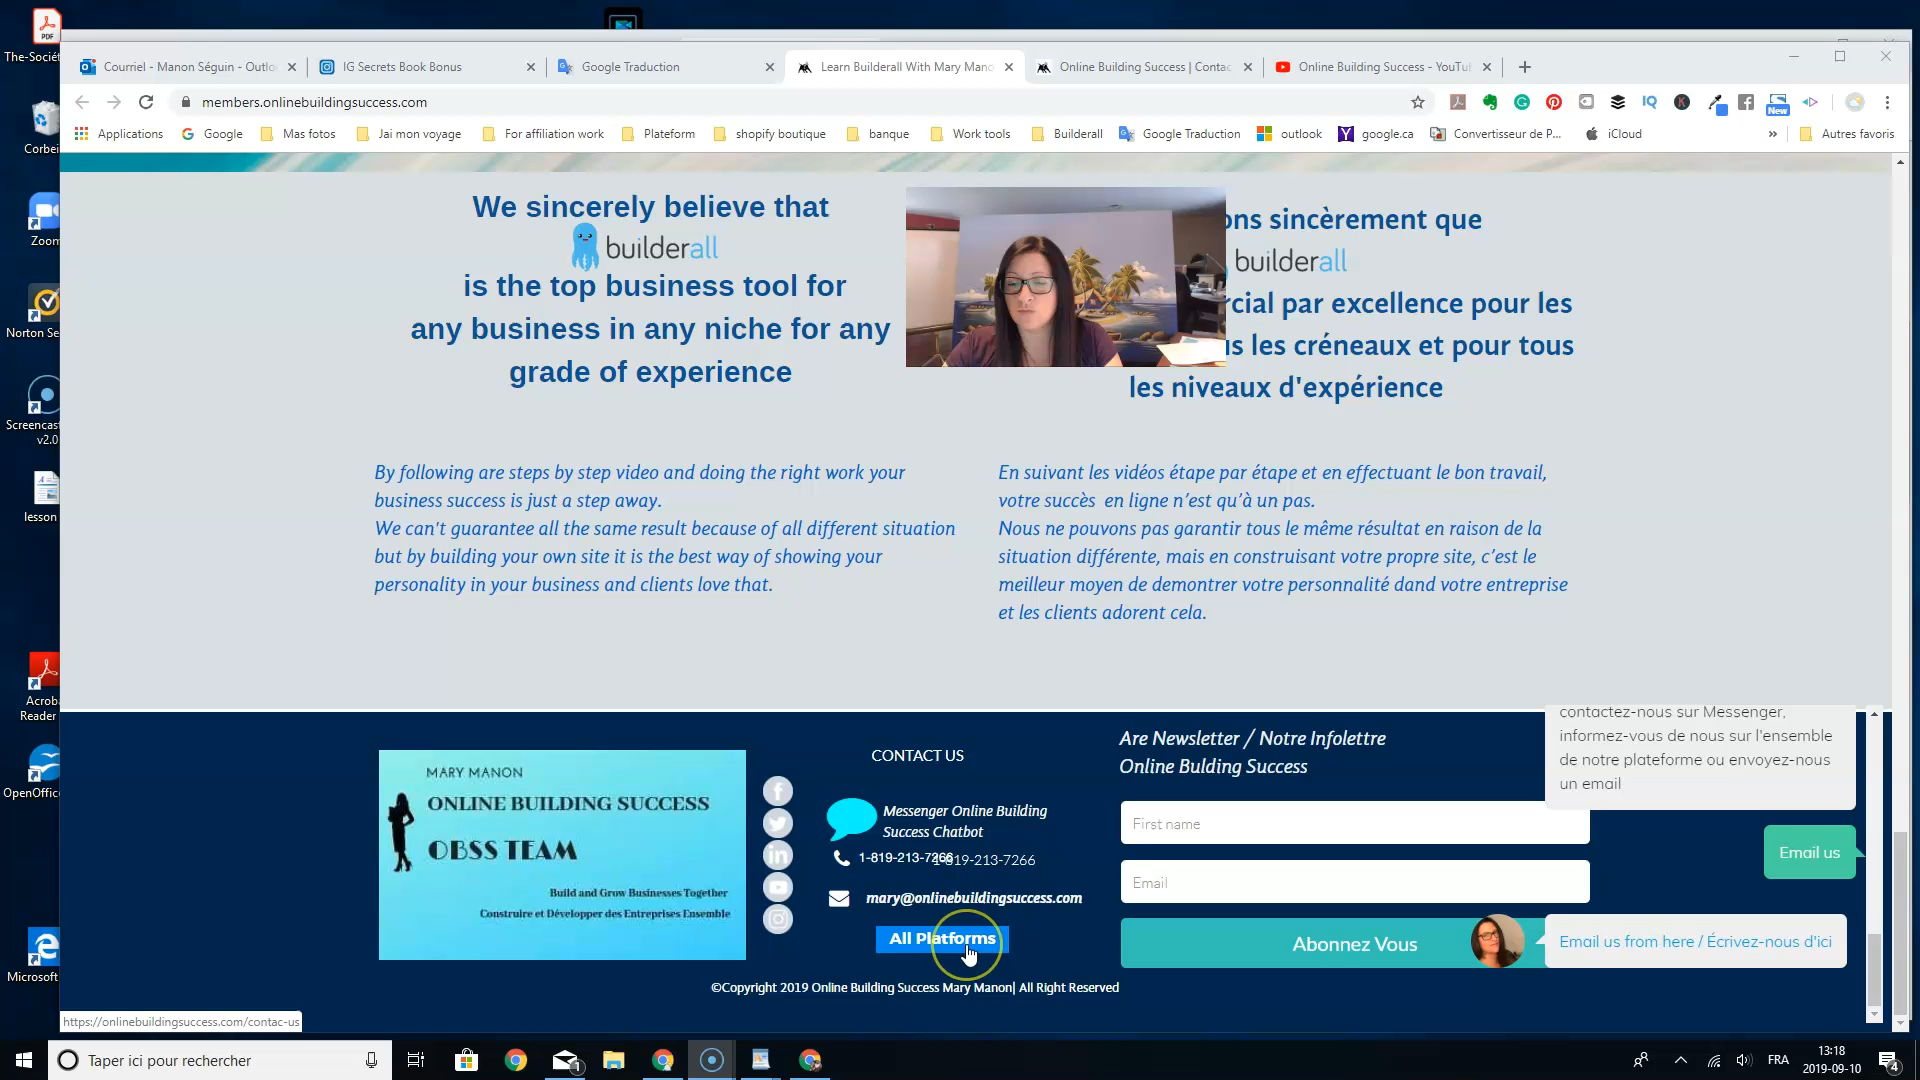 The-Socié
Corbei
Zoom
Norton Se
Screencas
v2.0
lesson
Acroba
Reader
OpenOffic
Microsoft
Courriel - Manon Séguin - Outlo
IG Secrets Book Bonus
Google Traduction
Learn Builderall With Mary Mano
Online Building Success | Contac
Online Building Success - YouTu
members.onlinebuildingsuccess.com
New
Applications
Google
Mas fotos
Jai mon voyage
For affiliation work
Plateform
shopify boutique
banque
Work tools
Builderall
Google Traduction
outlook
google.ca
Convertisseur de P...
iCloud
»
Autres favoris
We sincerely believe that
builderall
is the top business tool for
any business in any niche for any
grade of experience
ons sincèrement que
builderall
rcial par excellence pour les
s les créneaux et pour tous
les niveaux d'expérience
By following are steps by step video and doing the right work your
business success is just a step away.
We can't guarantee all the same result because of all different situation
but by building your own site it is the best way of showing your
personality in your business and clients love that.
En suivant les vidéos étape par étape et en effectuant le bon travail,
votre succès en ligne n'est qu'à un pas.
Nous ne pouvons pas garantir tous le même résultat en raison de la
situation différente, mais en construisant votre propre site, c'est le
meilleur moyen de demontrer votre personnalité dand votre entreprise
et les clients adorent cela.
MARY MANON
ONLINE BUILDING SUCCESS
OBSS TEAM
Build and Grow Businesses Together
Construire et Développer des Entreprises Ensemble
CONTACT US
Messenger Online Building
Success Chatbot
1-819-213-7266
1-819-213-7266
mary@onlinebuildingsuccess.com
All Platforms
Are Newsletter / Notre Infolettre
Online Bulding Success
First name
Email
Abonnez Vous
contactez-nous sur Messenger,
informez-vous de nous sur l'ensemble
de notre plateforme ou envoyez-nous
un email
Email us
Email us from here / Écrivez-nous d'ici
©Copyright 2019 Online Building Success Mary Manon| All Right Reserved
https://onlinebuildingsuccess.com/contac-us
Taper ici pour rechercher
1
FRA
13:18
2019-09-10
4